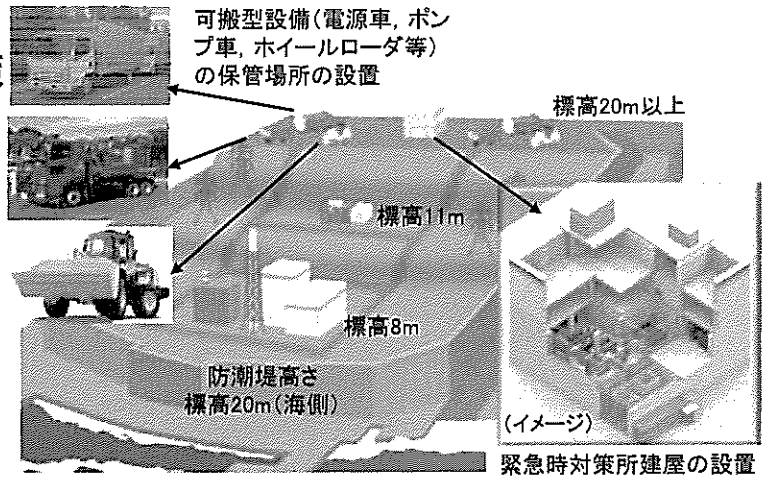 可搬型設備(電源車, ポン
プ車, ホイールローダ等)
の保管場所の設置
標高20m以上
標高11m
標高8m
防潮堤高さ
標高20m(海側)
(イメージ)
緊急時対策所建屋の設置